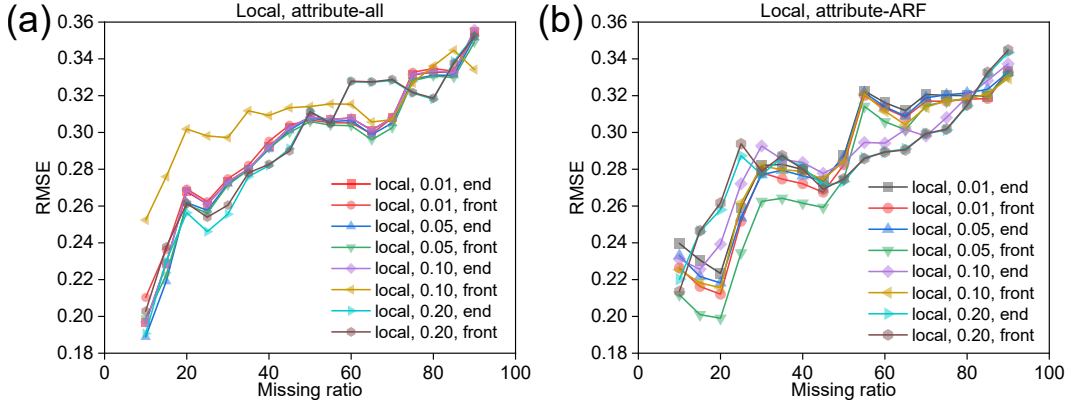 (a)
Local, attribute-all
0.36
0.34
0.32
0.30
0.28
0.26
0.24
0.22
0.20
0.18
RMSE
0 20 40 60 80 100
Missing ratio
local, 0.01, end
local, 0.01, front
local, 0.05, end
local, 0.05, front
local, 0.10, end
local, 0.10, front
local, 0.20, end
local, 0.20, front
(b)
Local, attribute-ARF
0.36
0.34
0.32
0.30
0.28
0.26
0.24
0.22
0.20
0.18
RMSE
0 20 40 60 80 100
Missing ratio
local, 0.01, end
local, 0.01, front
local, 0.05, end
local, 0.05, front
local, 0.10, end
local, 0.10, front
local, 0.20, end
local, 0.20, front